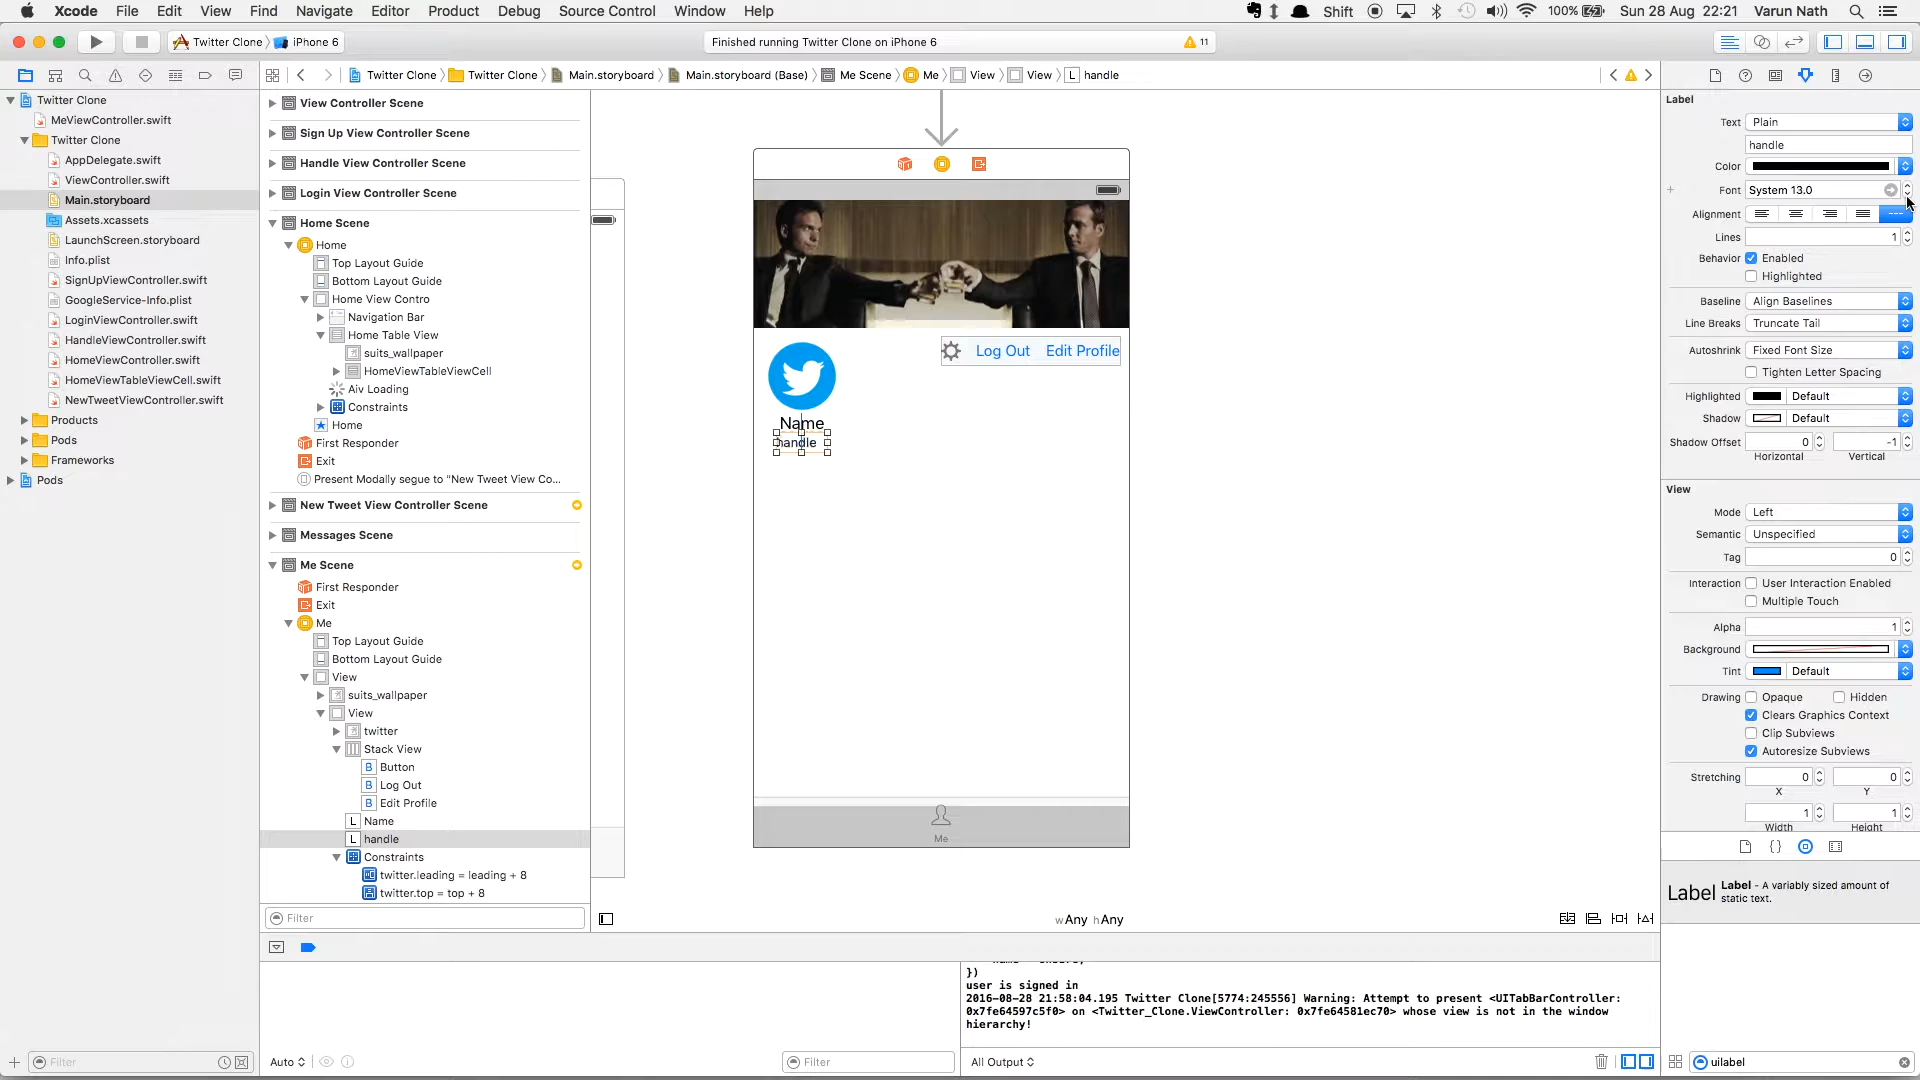 Xcode File Edit View Find Navigate Editor Product Debug Source Control Window Help Shift 100% Sun 28 Aug 22:21 Varun Nath
Twitter Clone iPhone 6 Finished running Twitter Clone on iPhone 6 11
Twitter Clone Twitter Clone Main.storyboard Main.storyboard (Base) Me Scene Me View View L handle
Twitter Clone
MeViewController.swift
Twitter Clone
AppDelegate.swift
ViewController.swift
Main.storyboard
Assets.xcassets
LaunchScreen.storyboard
Info.plist
SignUpViewController.swift
GoogleService-Info.plist
LoginViewController.swift
HandleViewController.swift
HomeViewController.swift
HomeViewTableViewCell.swift
NewTweetViewController.swift
Products
Pods
Frameworks
Pods
Filter
View Controller Scene
Sign Up View Controller Scene
Handle View Controller Scene
Login View Controller Scene
Home Scene
Home
Top Layout Guide
Bottom Layout Guide
Home View Contro
Navigation Bar
Home Table View
suits_wallpaper
HomeViewTableViewCell
Aiv Loading
Constraints
Home
First Responder
Exit
Present Modally segue to "New Tweet View Co...
New Tweet View Controller Scene
Messages Scene
Me Scene
First Responder
Exit
Me
Top Layout Guide
Bottom Layout Guide
View
suits_wallpaper
View
twitter
Stack View
B Button
B Log Out
B Edit Profile
L Name
L handle
Constraints
twitter.leading = leading + 8
twitter.top = top + 8
Filter
Log Out Edit Profile
Name
handle
Me
wAny hAny
Label
Text Plain
handle
Color
Font System 13.0
Alignment
Lines 1
Behavior Enabled
Highlighted
Baseline Align Baselines
Line Breaks Truncate Tail
Autoshrink Fixed Font Size
Tighten Letter Spacing
Highlighted Default
Shadow Default
Shadow Offset 0 -1
Horizontal Vertical
View
Mode Left
Semantic Unspecified
Tag 0
Interaction User Interaction Enabled
Multiple Touch
Alpha 1
Background
Tint Default
Drawing Opaque Hidden
Clears Graphics Context
Clip Subviews
Autoresize Subviews
Stretching 0 0
X Y
1 1
Width Height
Label Label - A variably sized amount of
static text.
uilabel
})
user is signed in
2016-08-28 21:58:04.195 Twitter Clone[5774:245556] Warning: Attempt to present <UITabBarController:
0x7fe64597c5f0> on <Twitter_Clone.ViewController: 0x7fe64581ec70> whose view is not in the window
hierarchy!
Auto Filter All Output